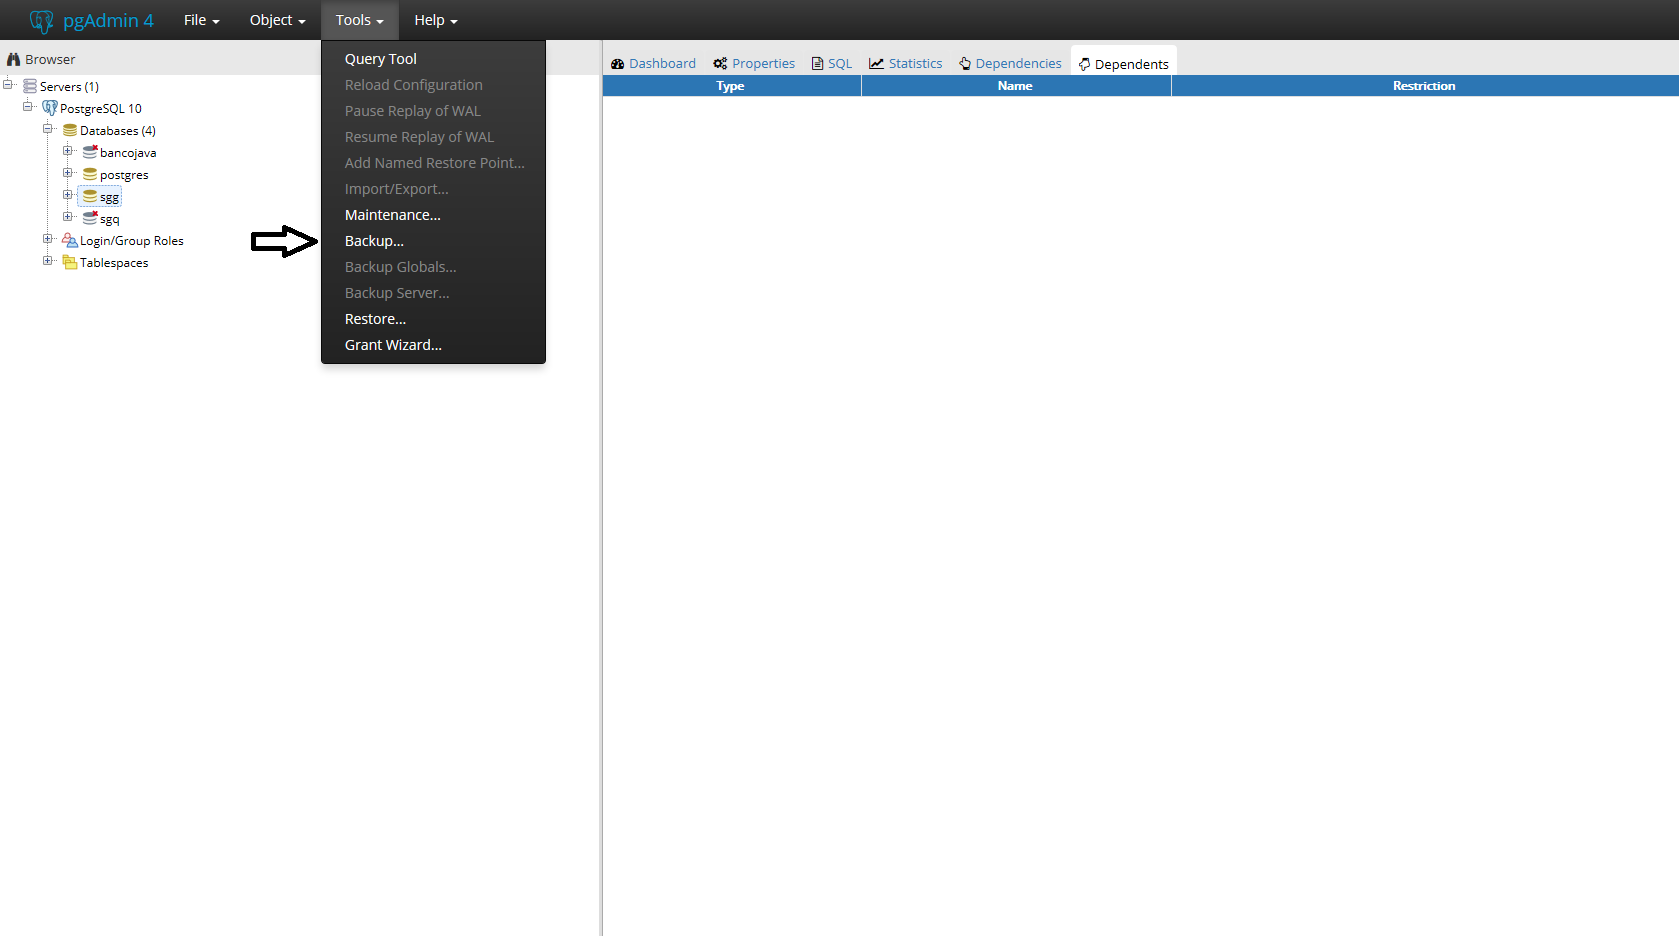 pgAdmin 4 File Object Tools Help
Browser
Servers (1)
PostgreSQL 10
Databases (4)
bancojava
postgres
sgg
sgq
Login/Group Roles
Tablespaces
Query Tool
Reload Configuration
Pause Replay of WAL
Resume Replay of WAL
Add Named Restore Point...
Import/Export...
Maintenance...
Backup...
Backup Globals...
Backup Server...
Restore...
Grant Wizard...
Dashboard Properties SQL Statistics Dependencies Dependents
Type Name Restriction